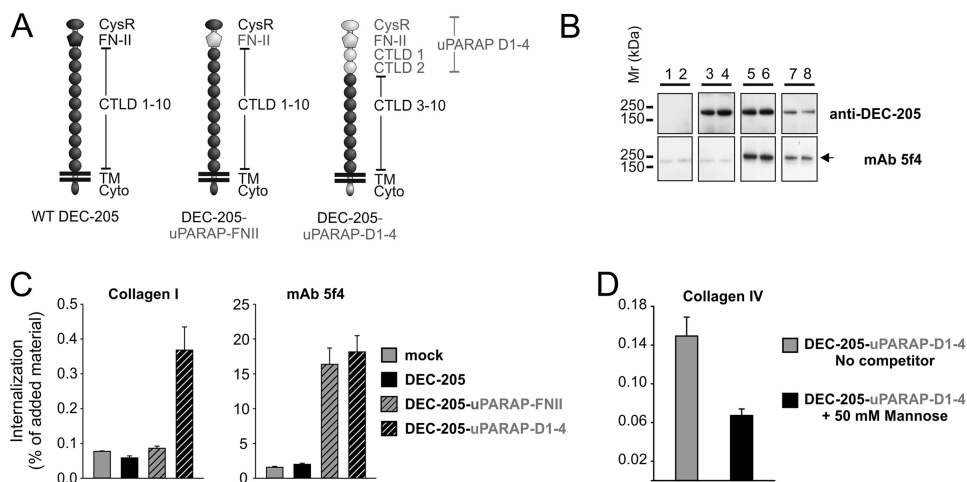 A
CysR
FN-II
CTLD 1-10
TM
Cyto
WT DEC-205
CysR
FN-II
CTLD 1-10
TM
Cyto
DEC-205-
uPARAP-FNII
CysR
FN-II
CTLD 1
CTLD 2
uPARAP D1-4
CTLD 3-10
TM
Cyto
DEC-205-
uPARAP-D1-4
B
Mr (kDa)
1 2 3 4 5 6 7 8
250
150
anti-DEC-205
250
150
mAb 5f4
C
Internalization
(% of added material)
Collagen I
0.5
0.4
0.3
0.2
0.1
0.0
mAb 5f4
25
20
15
10
5
0
mock
DEC-205
DEC-205-uPARAP-FNII
DEC-205-uPARAP-D1-4
D
Collagen IV
0.18
0.14
0.10
0.06
0.02
DEC-205-uPARAP-D1-4
No competitor
DEC-205-uPARAP-D1-4
+ 50 mM Mannose